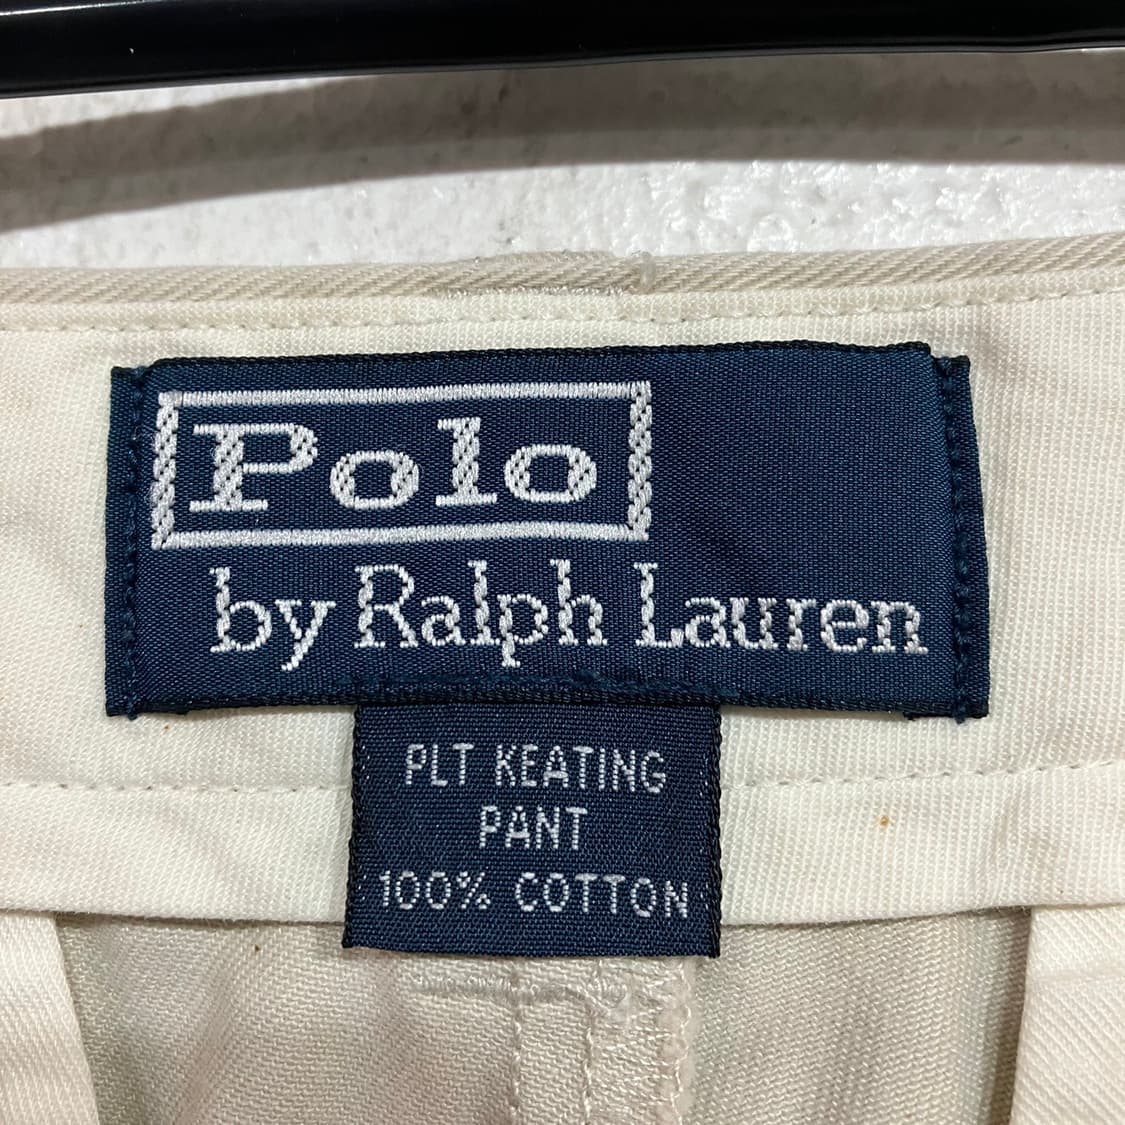 Polo
by Ralph Lauren
PLT KEATING
PANT
100% COTTON